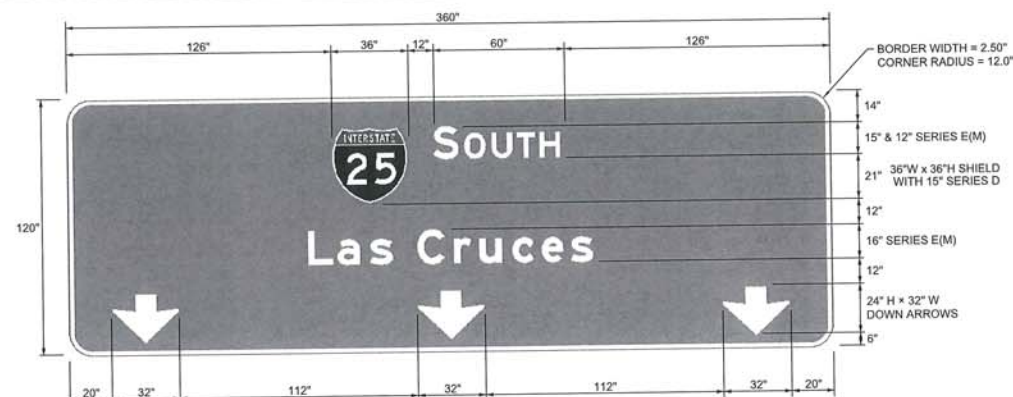 360"
126" 36" 12" 60" 126"
BORDER WIDTH = 2.50"
CORNER RADIUS = 12.0"
14"
INTERSTATE
25
SOUTH
15" & 12" SERIES E(M)
21" 36"W x 36"H SHIELD
WITH 15" SERIES D
12"
120"
Las Cruces
16" SERIES E(M)
12"
24" H × 32" W
DOWN ARROWS
6"
20" 32" 112" 32" 112" 32" 20"